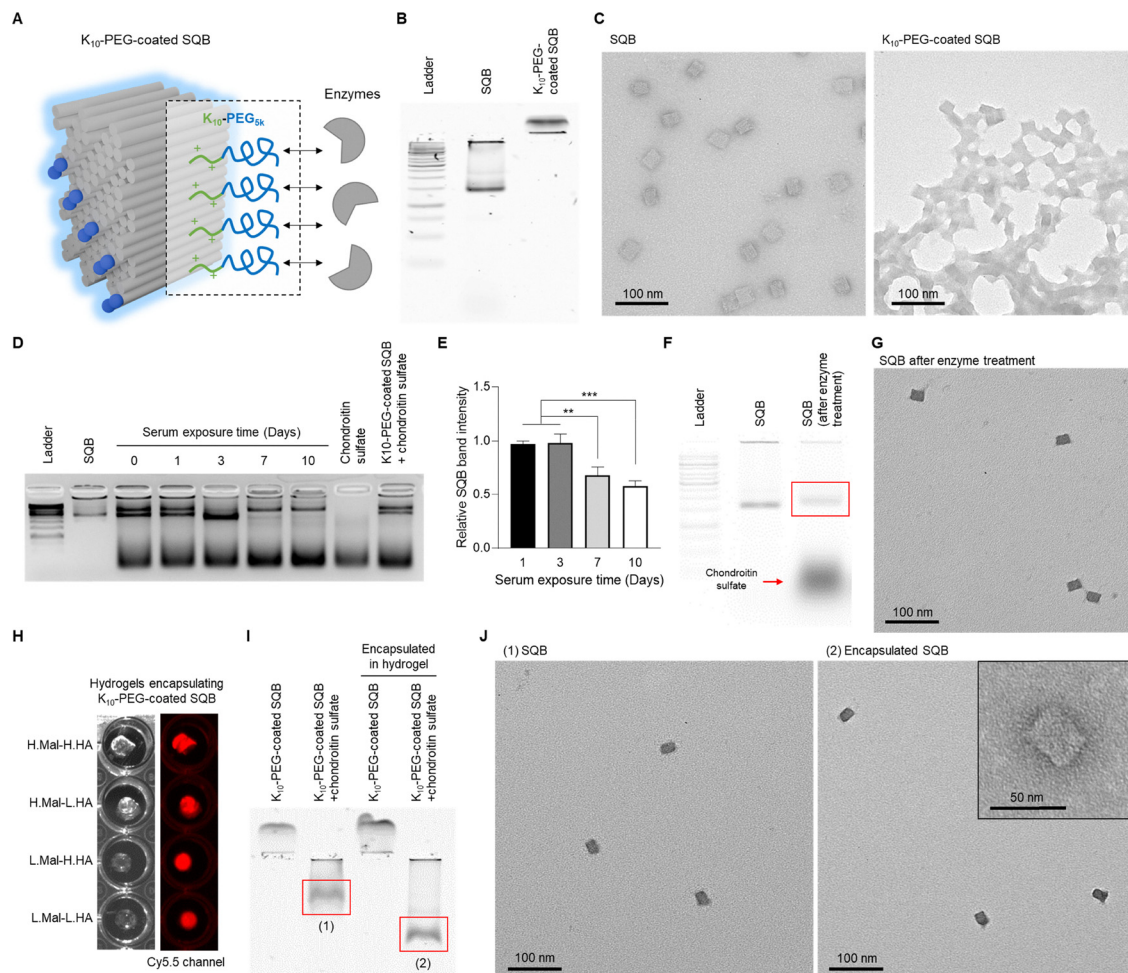 A
K₁₀-PEG-coated SQB
K₁₀-PEG₅ₖ
Enzymes
+
+
+
+
+
+
+
+
B
Ladder
SQB
K₁₀-PEG-
coated SQB
C
SQB
100 nm
K₁₀-PEG-coated SQB
100 nm
D
Ladder
SQB
Serum exposure time (Days)
0 1 3 7 10
Chondroitin
sulfate
K10-PEG-coated SQB
+ chondroitin sulfate
E
Relative SQB band intensity
1.5
1.0
0.5
0.0
***
**
1 3 7 10
Serum exposure time (Days)
F
Ladder
SQB
SQB
(after enzyme
treatment)
Chondroitin
sulfate
G
SQB after enzyme treatment
100 nm
H
Hydrogels encapsulating
K₁₀-PEG-coated SQB
H.Mal-H.HA
H.Mal-L.HA
L.Mal-H.HA
L.Mal-L.HA
Cy5.5 channel
I
Encapsulated
in hydrogel
K₁₀-PEG-coated SQB
K₁₀-PEG-coated SQB
+chondroitin sulfate
K₁₀-PEG-coated SQB
K₁₀-PEG-coated SQB
+chondroitin sulfate
(1)
(2)
J
(1) SQB
100 nm
(2) Encapsulated SQB
50 nm
100 nm